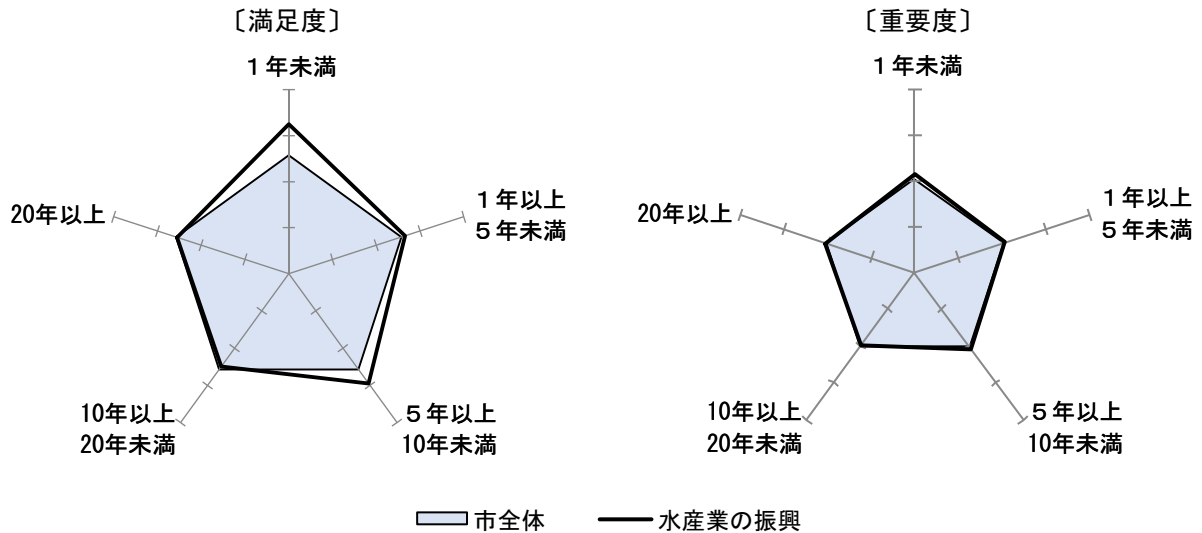 〔満足度〕
１年未満
１年以上
５年未満
５年以上
10年未満
10年以上
20年未満
20年以上
〔重要度〕
１年未満
１年以上
５年未満
５年以上
10年未満
10年以上
20年未満
20年以上
市全体
水産業の振興